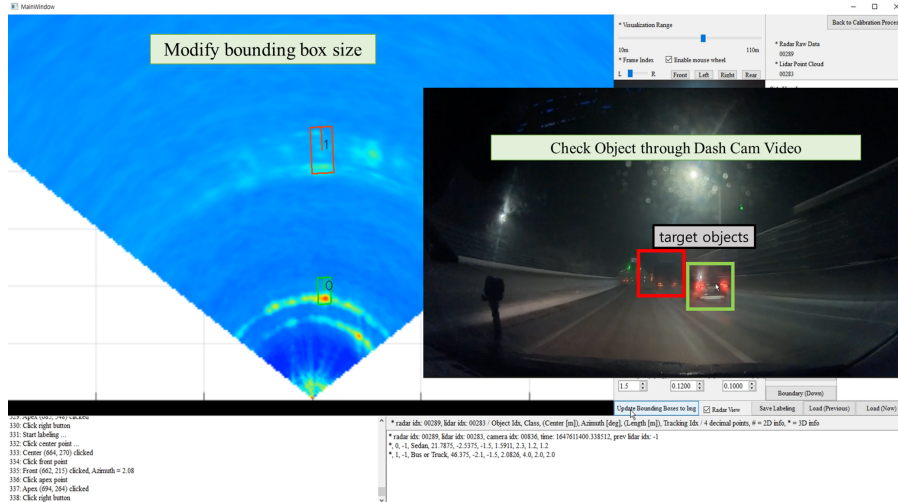 MainWindow
Modify bounding box size
1
0
* Visualization Range
10m
110m
* Frame Index
Enable mouse wheel
L
R
Front
Left
Right
Rear
Back to Calibration Proces
* Radar Raw Data
00289
* Lidar Point Cloud
00283
Check Object through Dash Cam Video
target objects
1.5
0.1200
0.1000
Boundary (Down)
Update Bounding Boxes to Img
Radar View
Save Labeling
Load (Previous)
Load (Now)
329: Apex (685, 548) clicked
330: Click right button
331: Start labeling ...
332: Click center point ...
333: Center (664, 270) clicked
334: Click front point
335: Front (662, 215) clicked, Azimuth = 2.08
336: Click apex point
337: Apex (694, 264) clicked
338: Click right button
* radar idx: 00289, lidar idx: 00283 / Object Idx, Class, (Center [m]), Azimuth [deg], (Length [m]), Tracking Idx / 4 decimal points, # = 2D info, * = 3D info
* radar idx: 00289, lidar idx: 00283, camera idx: 00836, time: 1647611400.338512, prev lidar idx: -1
*, 0, -1, Sedan, 21.7875, -2.5375, -1.5, 1.5911, 2.3, 1.2, 1.2
*, 1, -1, Bus or Truck, 46.375, -2.1, -1.5, 2.0826, 4.0, 2.0, 2.0